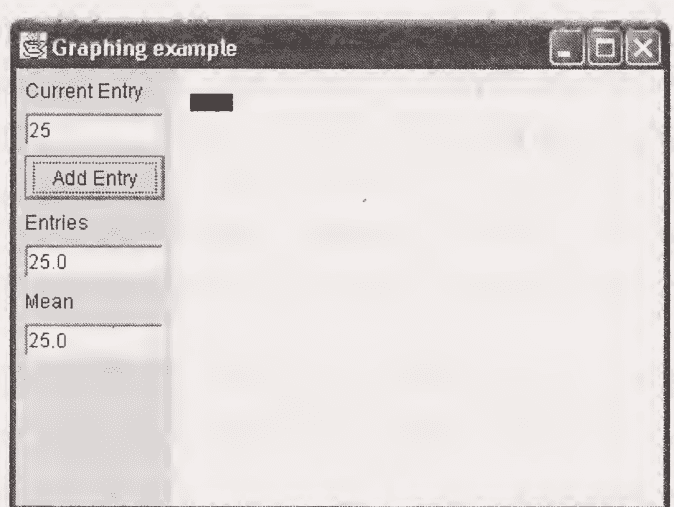 Graphing example
Current Entry
25
Add Entry
Entries
25.0
Mean
25.0